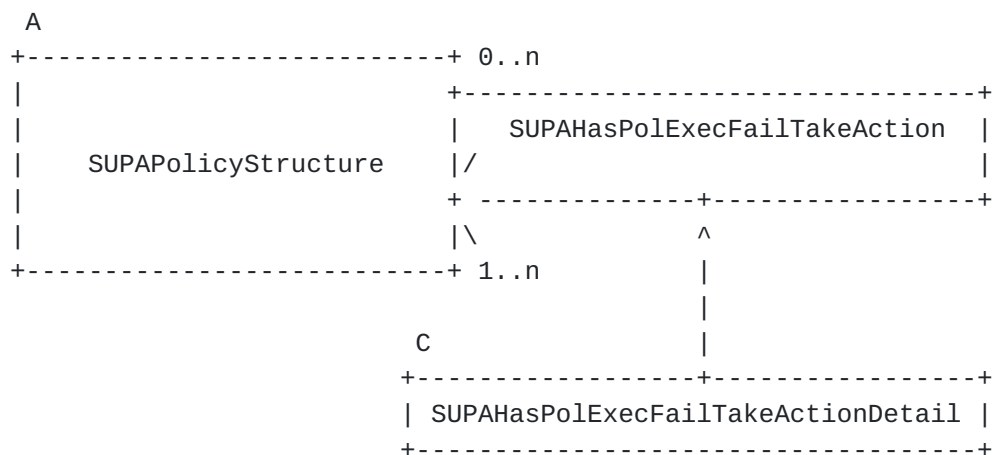 A
0..n
SUPAHasPolExecFailTakeAction
SUPAPolicyStructure
1..n
C
SUPAHasPolExecFailTakeActionDetail